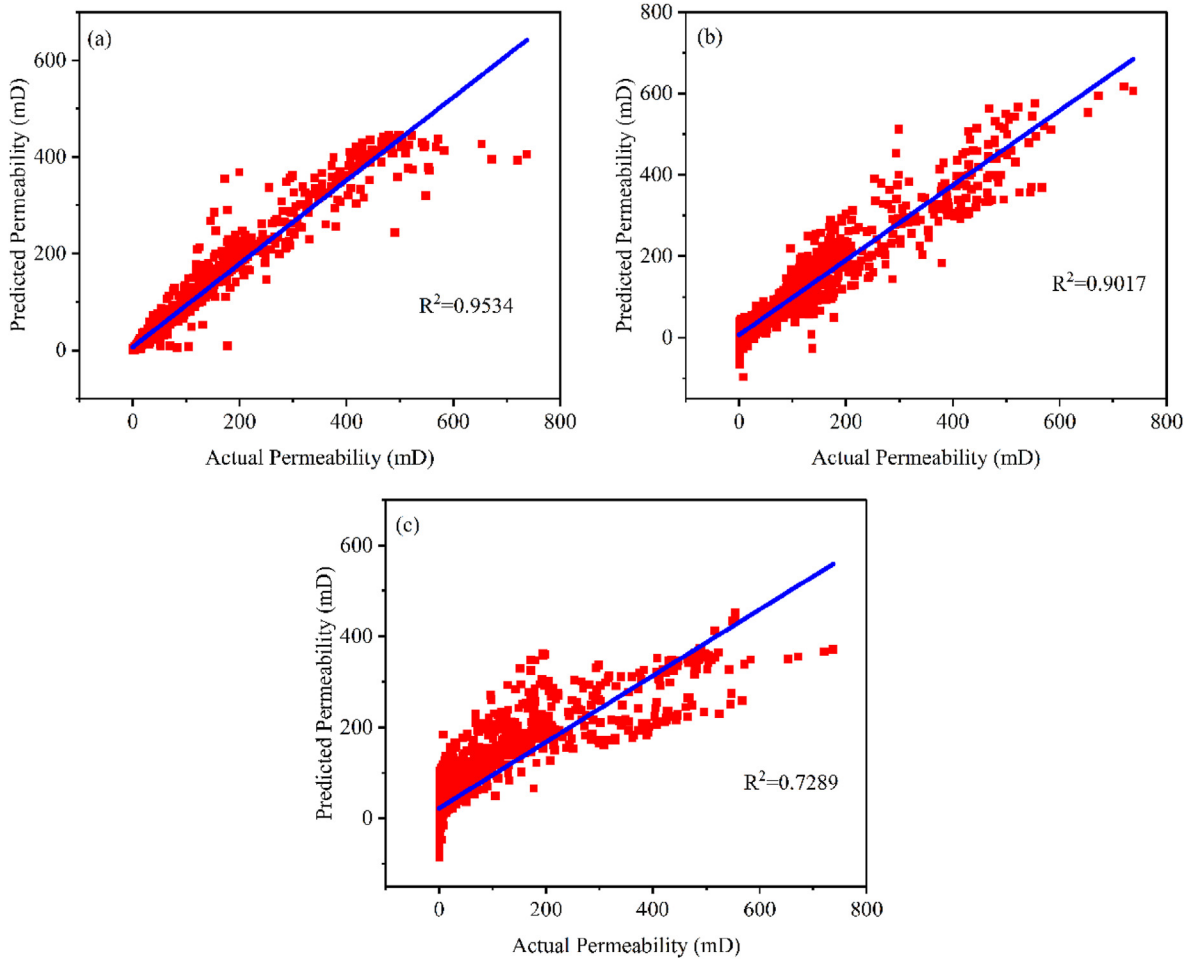 (a)
Predicted Permeability (mD)
600
400
200
0
R²=0.9534
0 200 400 600 800
Actual Permeability (mD)
(b)
Predicted Permeability (mD)
800
600
400
200
0
R²=0.9017
0 200 400 600 800
Actual Permeability (mD)
(c)
Predicted Permeability (mD)
600
400
200
0
R²=0.7289
0 200 400 600 800
Actual Permeability (mD)